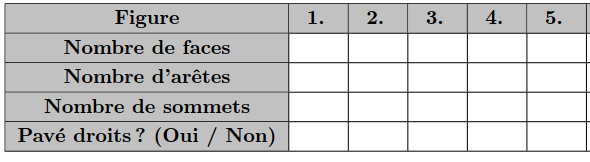 Figure 1. 2. 3. 4. 5.
Nombre de faces
Nombre d'arêtes
Nombre de sommets
Pavé droits ? (Oui / Non)